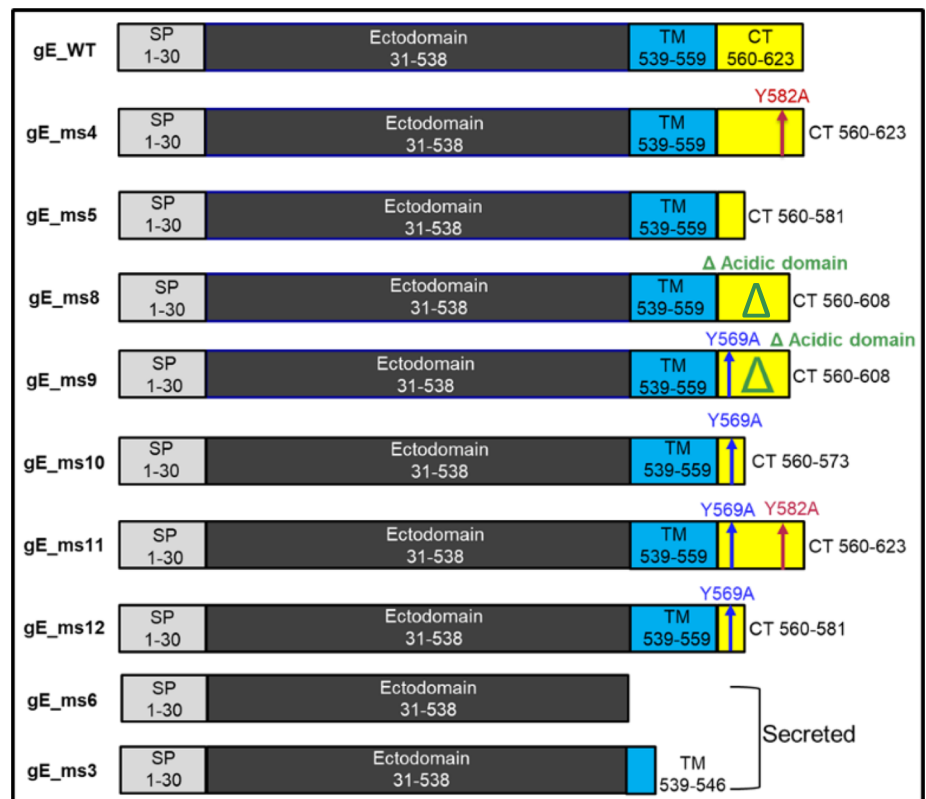 gE_WT
SP
1-30
Ectodomain
31-538
TM
539-559
CT
560-623
Y582A
gE_ms4
SP
1-30
Ectodomain
31-538
TM
539-559
CT 560-623
gE_ms5
SP
1-30
Ectodomain
31-538
TM
539-559
CT 560-581
Δ Acidic domain
gE_ms8
SP
1-30
Ectodomain
31-538
TM
539-559
Δ
CT 560-608
Y569A Δ Acidic domain
gE_ms9
SP
1-30
Ectodomain
31-538
TM
539-559
Δ
CT 560-608
Y569A
gE_ms10
SP
1-30
Ectodomain
31-538
TM
539-559
CT 560-573
Y569A Y582A
gE_ms11
SP
1-30
Ectodomain
31-538
TM
539-559
CT 560-623
Y569A
gE_ms12
SP
1-30
Ectodomain
31-538
TM
539-559
CT 560-581
gE_ms6
SP
1-30
Ectodomain
31-538
Secreted
gE_ms3
SP
1-30
Ectodomain
31-538
TM
539-546